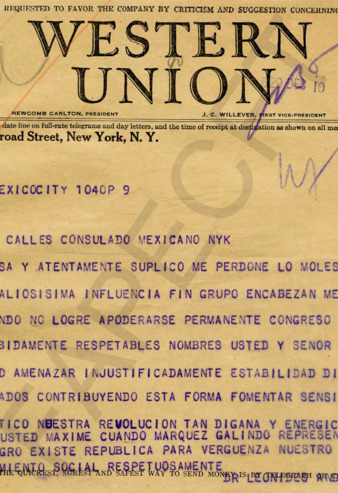 REQUESTED TO FAVOR THE COMPANY BY CRITICISM AND SUGGESTION CONCERNING
WESTERN
UNION
DEC 10
NEWCOMB CARLTON, PRESIDENT J. C. WILLEVER, FIRST VICE-PRESIDENT
date line on full-rate telegrams and day letters, and the time of receipt at destination as shown on all
road Street, New York, N. Y.
EXICOCITY 1040P 9
CALLES CONSULADO MEXICANO NYK
SA Y ATENTAMENTE SUPLICO ME PERDONE LO MOLES
ALIOSISIMA INFLUENCIA FIN GRUPO ENCABEZAN ME
NDO NO LOGRE APODERARSE PERMANENTE CONGRESO
BIDAMENTE RESPETABLES NOMBRES USTED Y SENOR
D AMENAZAR INJUSTIFICADAMENTE ESTABILIDAD DI
ADOS CONTRIBUYENDO ESTA FORMA FOMENTAR SENSI
TICO NUESTRA REVOLUCION TAN DIGANA Y ENERGIC
USTED MAXIME CUANDO MARQUEZ GALINDO REPRESEN
GRO EXISTE REPUBLICA PARA VERGUENZA NUESTRO
MIENTO SOCIAL RESPETUOSAMENTE
DR LEONIDES AND
THE QUICKEST, SUREST AND SAFEST WAY TO SEND MONEY IS BY TELEGRAPH OR